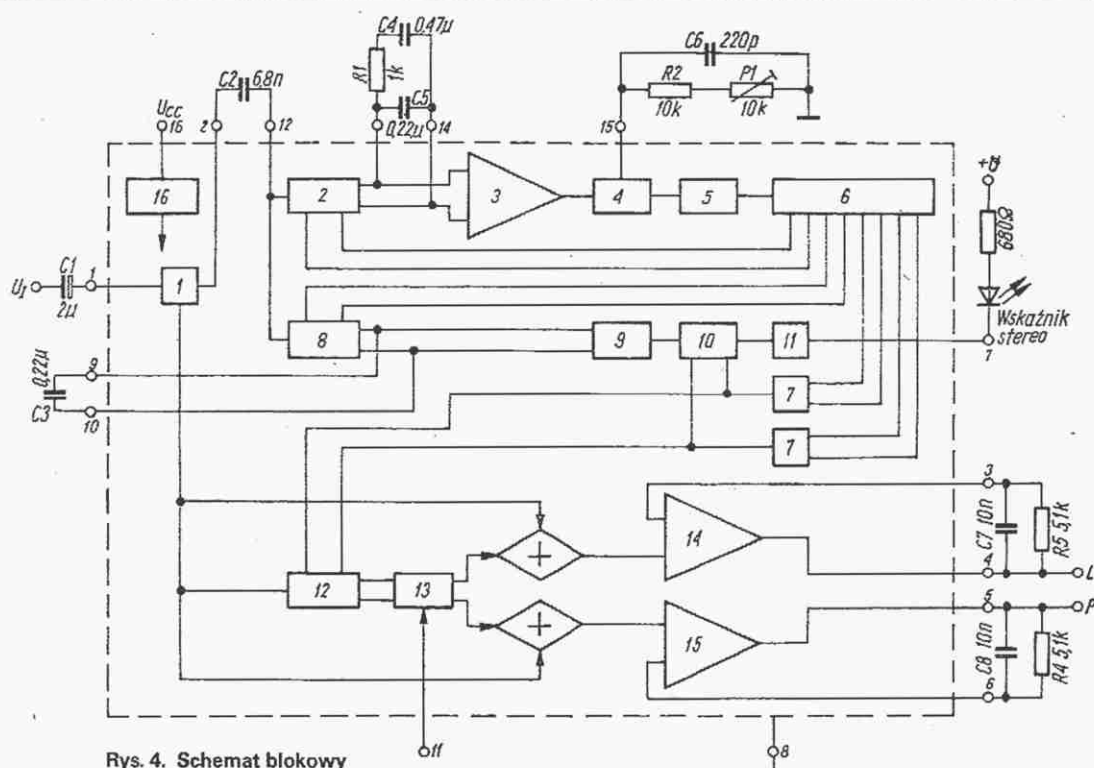 C4 0,47µ
R1 1k
C5
0,22µ
14
C6 220p
R2 10k
P1 10k
15
C2 6,8n
UCC
16
2
12
16
2
3
4
5
6
+U
680Ω
Wskaźnik
stereo
7
UI
C1
2µ
1
1
8
9
10
11
7
7
9
0,22µ
C3
10
3
C7 10n
R5 5,1k
4
L
5
P
C8 10n
R4 5,1k
6
14
+
12
13
+
15
11
8
Rys. 4. Schemat blokowy